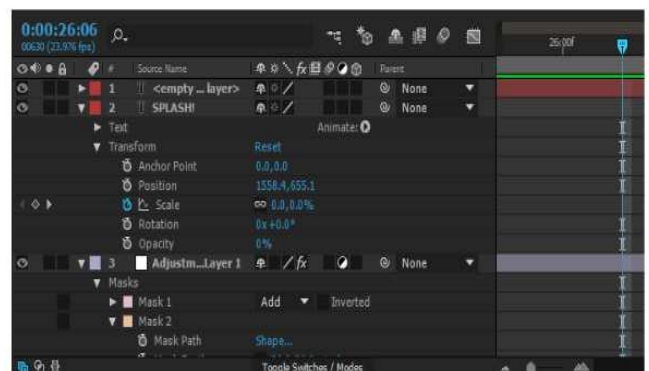 0:00:26:06
00630 (23.976 fps)
26:00f
# Source Name fx Parent
1 <empty ... layer> None
2 SPLASH! None
Text Animate:
Transform Reset
Anchor Point 0.0,0.0
Position 1558.4,655.1
Scale 0.0,0.0%
Rotation 0x+0.0°
Opacity 0%
3 Adjustm...Layer 1 fx None
Masks
Mask 1 Add Inverted
Mask 2
Mask Path Shape...
Toggle Switches / Modes